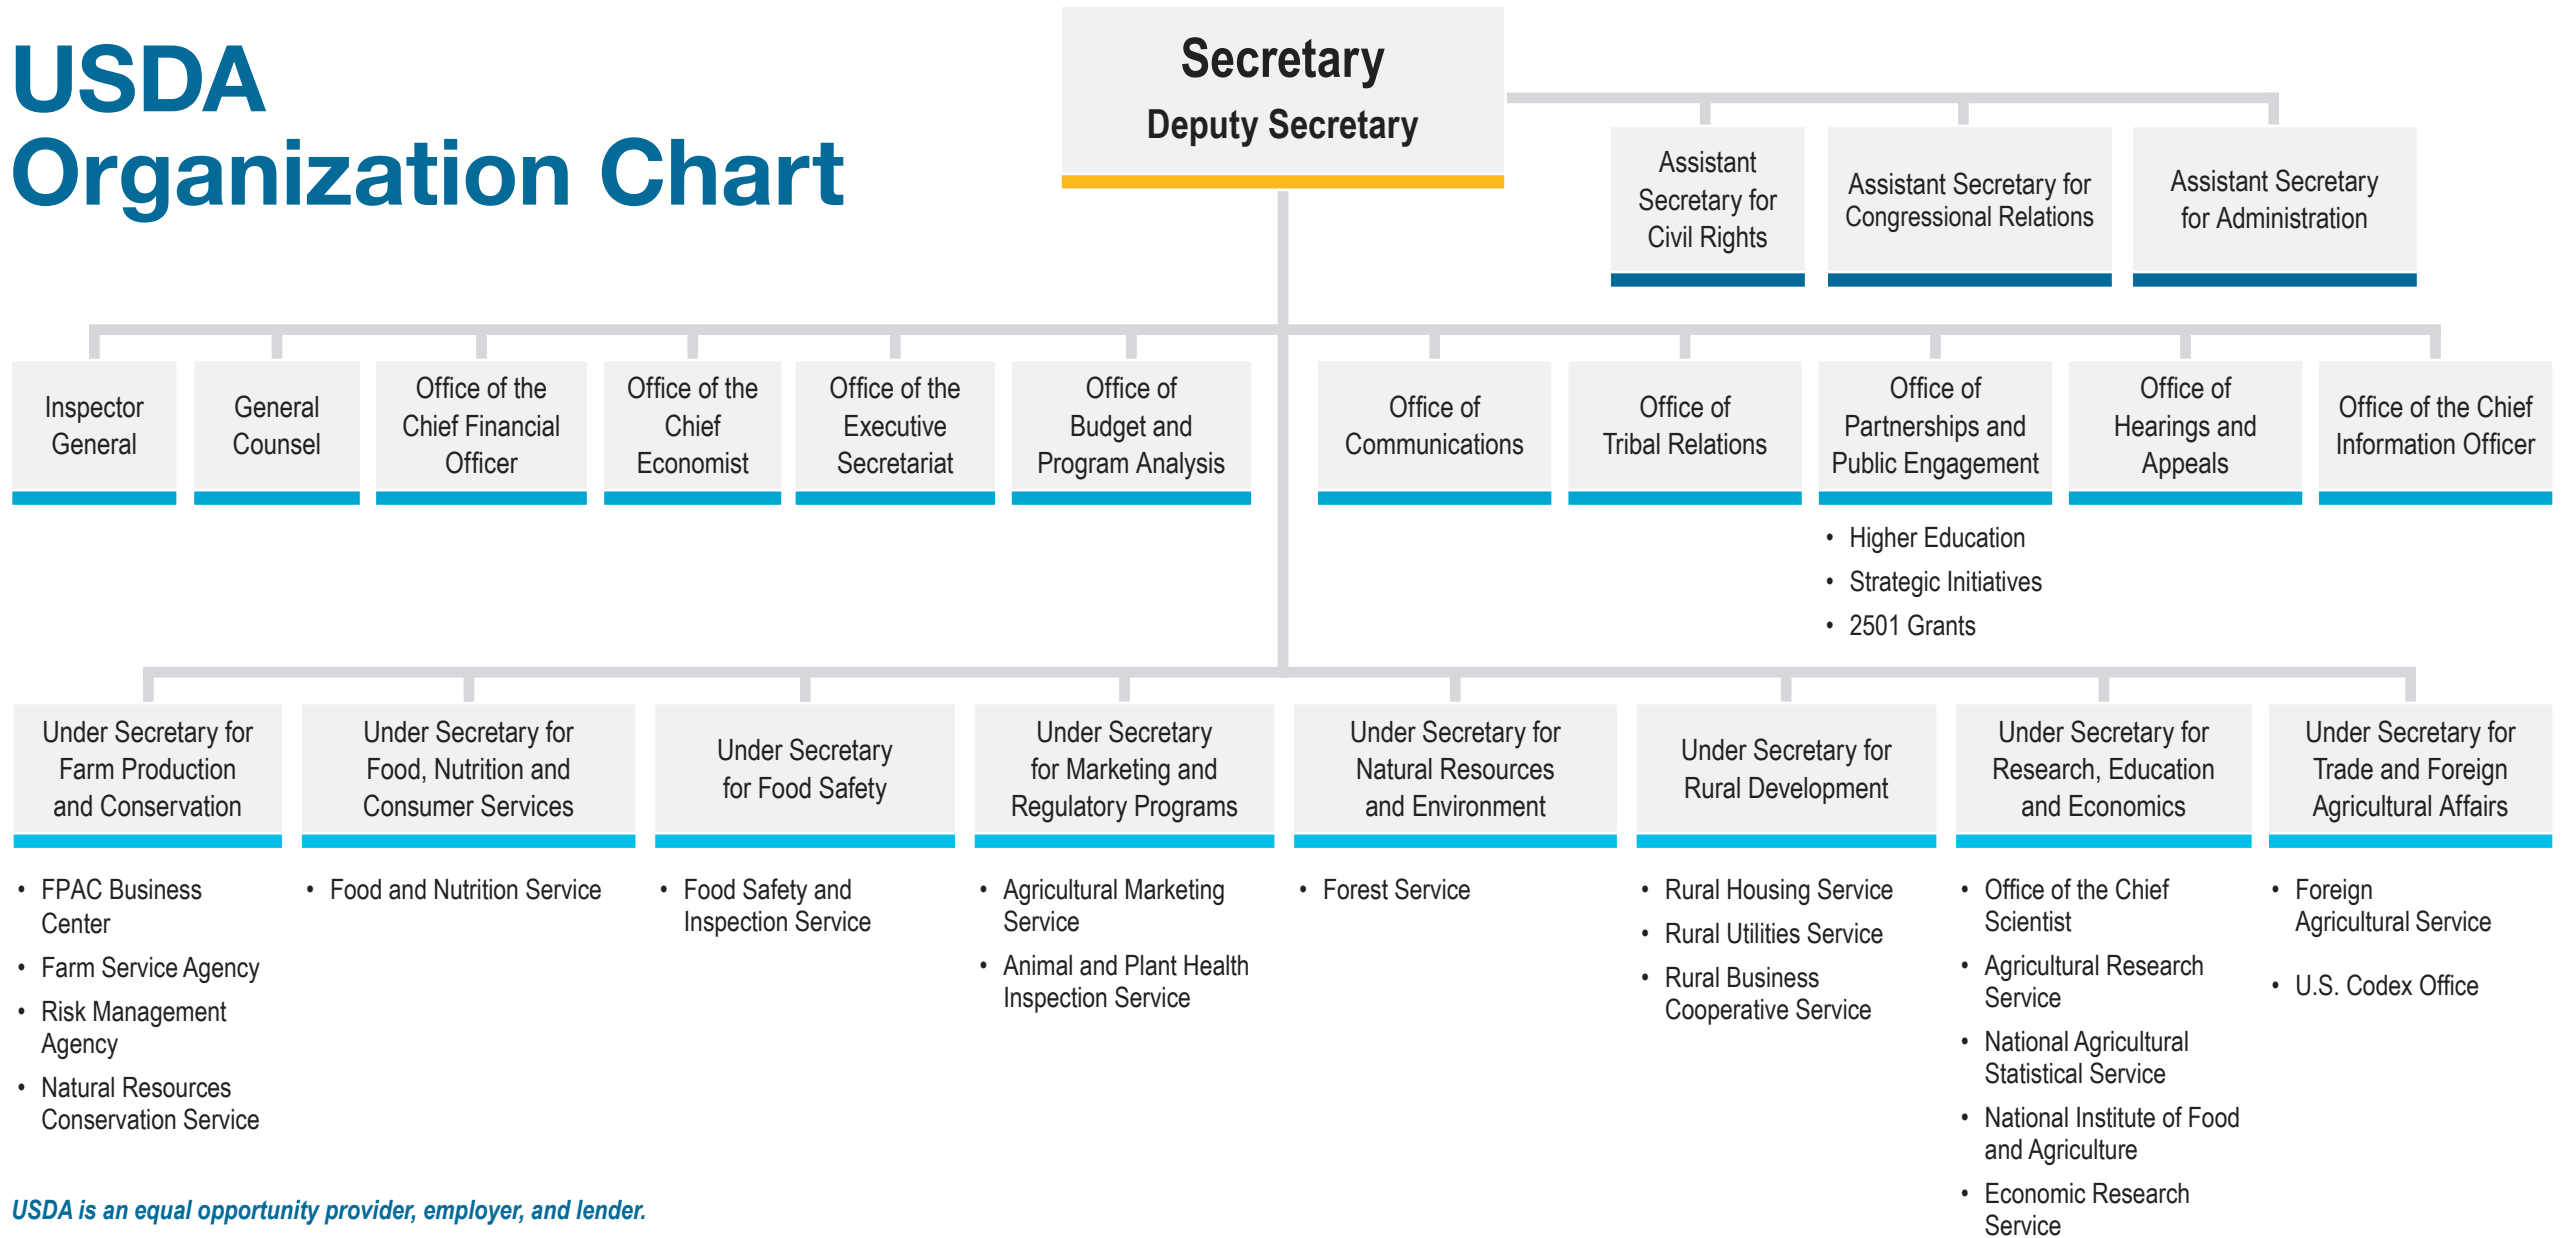 USDA
Organization Chart
Secretary
Deputy Secretary
Assistant
Secretary for
Civil Rights
Assistant Secretary for
Congressional Relations
Assistant Secretary
for Administration
Inspector
General
General
Counsel
Office of the
Chief Financial
Officer
Office of the
Chief
Economist
Office of the
Executive
Secretariat
Office of
Budget and
Program Analysis
Office of
Communications
Office of
Tribal Relations
Office of
Partnerships and
Public Engagement
• Higher Education
• Strategic Initiatives
• 2501 Grants
Office of
Hearings and
Appeals
Office of the Chief
Information Officer
Under Secretary for
Farm Production
and Conservation
• FPAC Business
Center
• Farm Service Agency
• Risk Management
Agency
• Natural Resources
Conservation Service
Under Secretary for
Food, Nutrition and
Consumer Services
• Food and Nutrition Service
Under Secretary
for Food Safety
• Food Safety and
Inspection Service
Under Secretary
for Marketing and
Regulatory Programs
• Agricultural Marketing
Service
• Animal and Plant Health
Inspection Service
Under Secretary for
Natural Resources
and Environment
• Forest Service
Under Secretary for
Rural Development
• Rural Housing Service
• Rural Utilities Service
• Rural Business
Cooperative Service
Under Secretary for
Research, Education
and Economics
• Office of the Chief
Scientist
• Agricultural Research
Service
• National Agricultural
Statistical Service
• National Institute of Food
and Agriculture
• Economic Research
Service
Under Secretary for
Trade and Foreign
Agricultural Affairs
• Foreign
Agricultural Service
• U.S. Codex Office
USDA is an equal opportunity provider, employer, and lender.